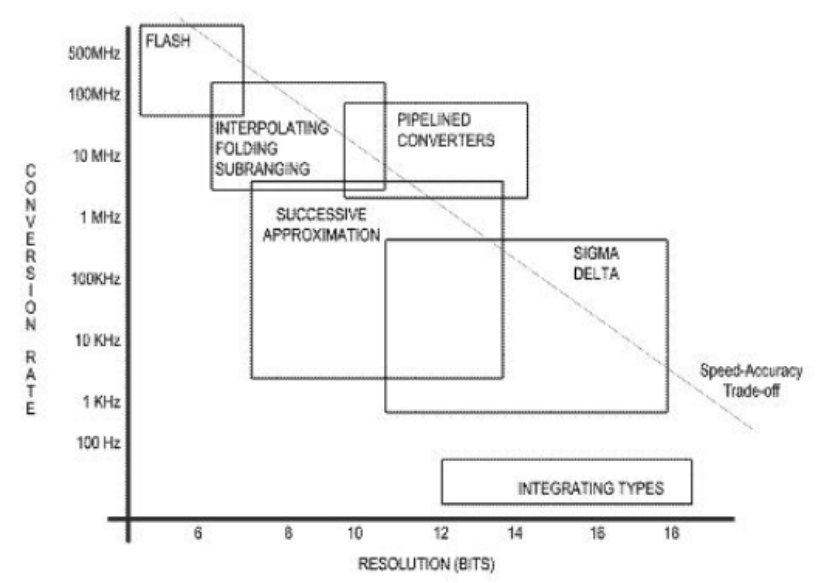 FLASH
500MHz
100MHz
PIPELINED
CONVERTERS
INTERPOLATING
FOLDING
SUBRANGING
10 MHz
SUCCESSIVE
APPROXIMATION
1 MHz
SIGMA
DELTA
100KHz
10 KHz
Speed-Accuracy
Trade-off
1 KHz
100 Hz
INTEGRATING TYPES
CONVERSION RATE
6 8 10 12 14 16 18
RESOLUTION (BITS)